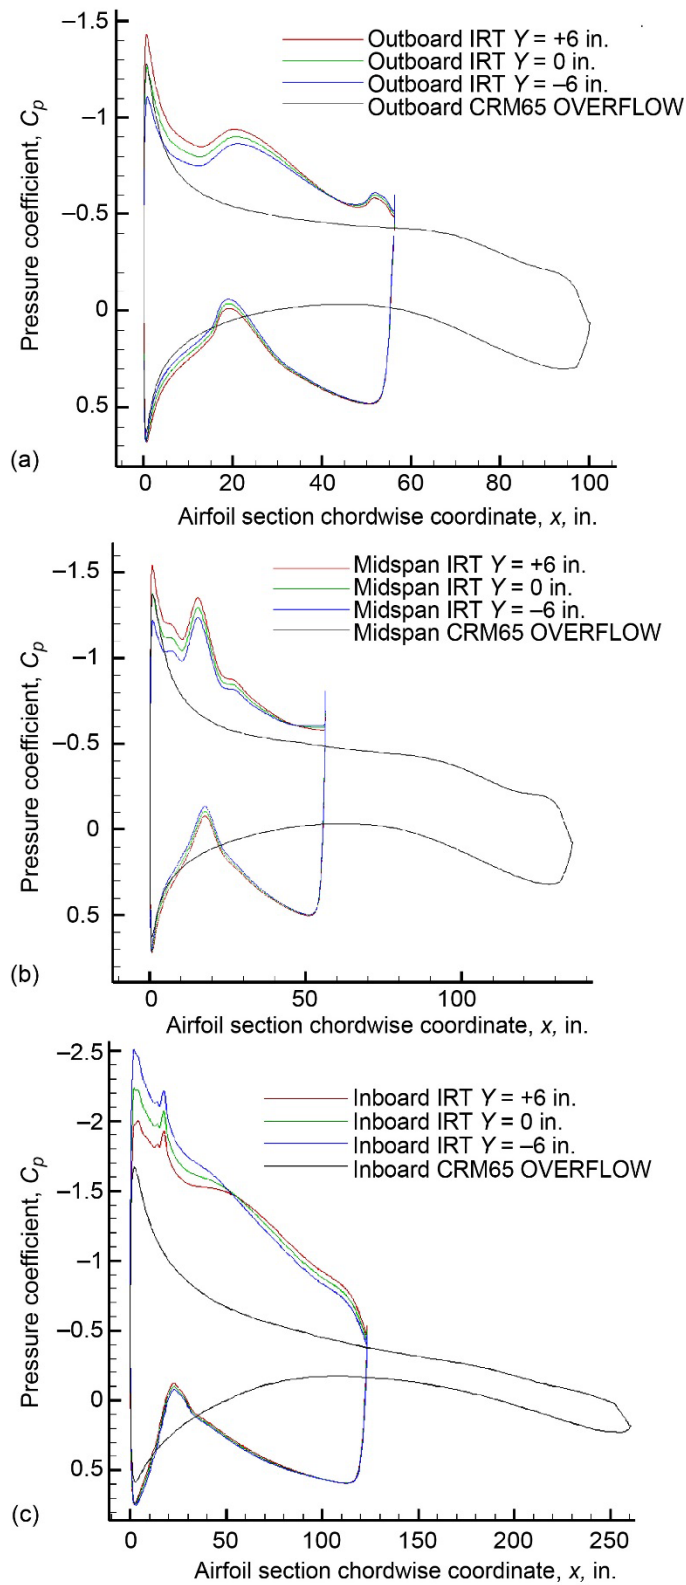 −1.5
−1
−0.5
0
0.5
Pressure coefficient, Cp
Outboard IRT Y = +6 in.
Outboard IRT Y = 0 in.
Outboard IRT Y = −6 in.
Outboard CRM65 OVERFLOW
(a)
0 20 40 60 80 100
Airfoil section chordwise coordinate, x, in.
−1.5
−1
−0.5
0
0.5
Pressure coefficient, Cp
Midspan IRT Y = +6 in.
Midspan IRT Y = 0 in.
Midspan IRT Y = −6 in.
Midspan CRM65 OVERFLOW
(b)
0 50 100
Airfoil section chordwise coordinate, x, in.
−2.5
−2
−1.5
−1
−0.5
0
0.5
Pressure coefficient, Cp
Inboard IRT Y = +6 in.
Inboard IRT Y = 0 in.
Inboard IRT Y = −6 in.
Inboard CRM65 OVERFLOW
(c)
0 50 100 150 200 250
Airfoil section chordwise coordinate, x, in.